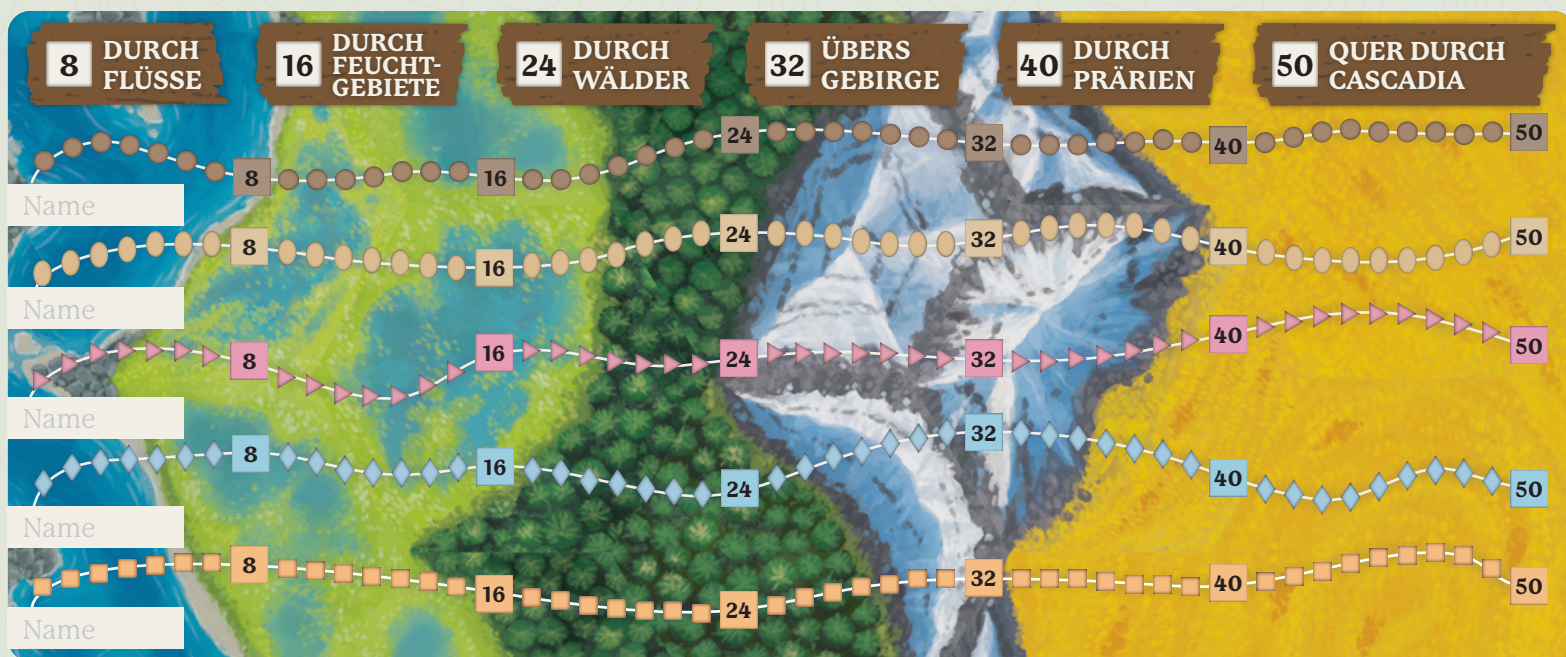 8 DURCH
FLÜSSE
16 DURCH
FEUCHT-
GEBIETE
24 DURCH
WÄLDER
32 ÜBERS
GEBIRGE
40 DURCH
PRÄRIEN
50 QUER DURCH
CASCADIA
8 16 24 32 40 50
Name
8 16 24 32 40 50
Name
8 16 24 32 40 50
Name
8 16 24 32 40 50
Name
8 16 24 32 40 50
Name